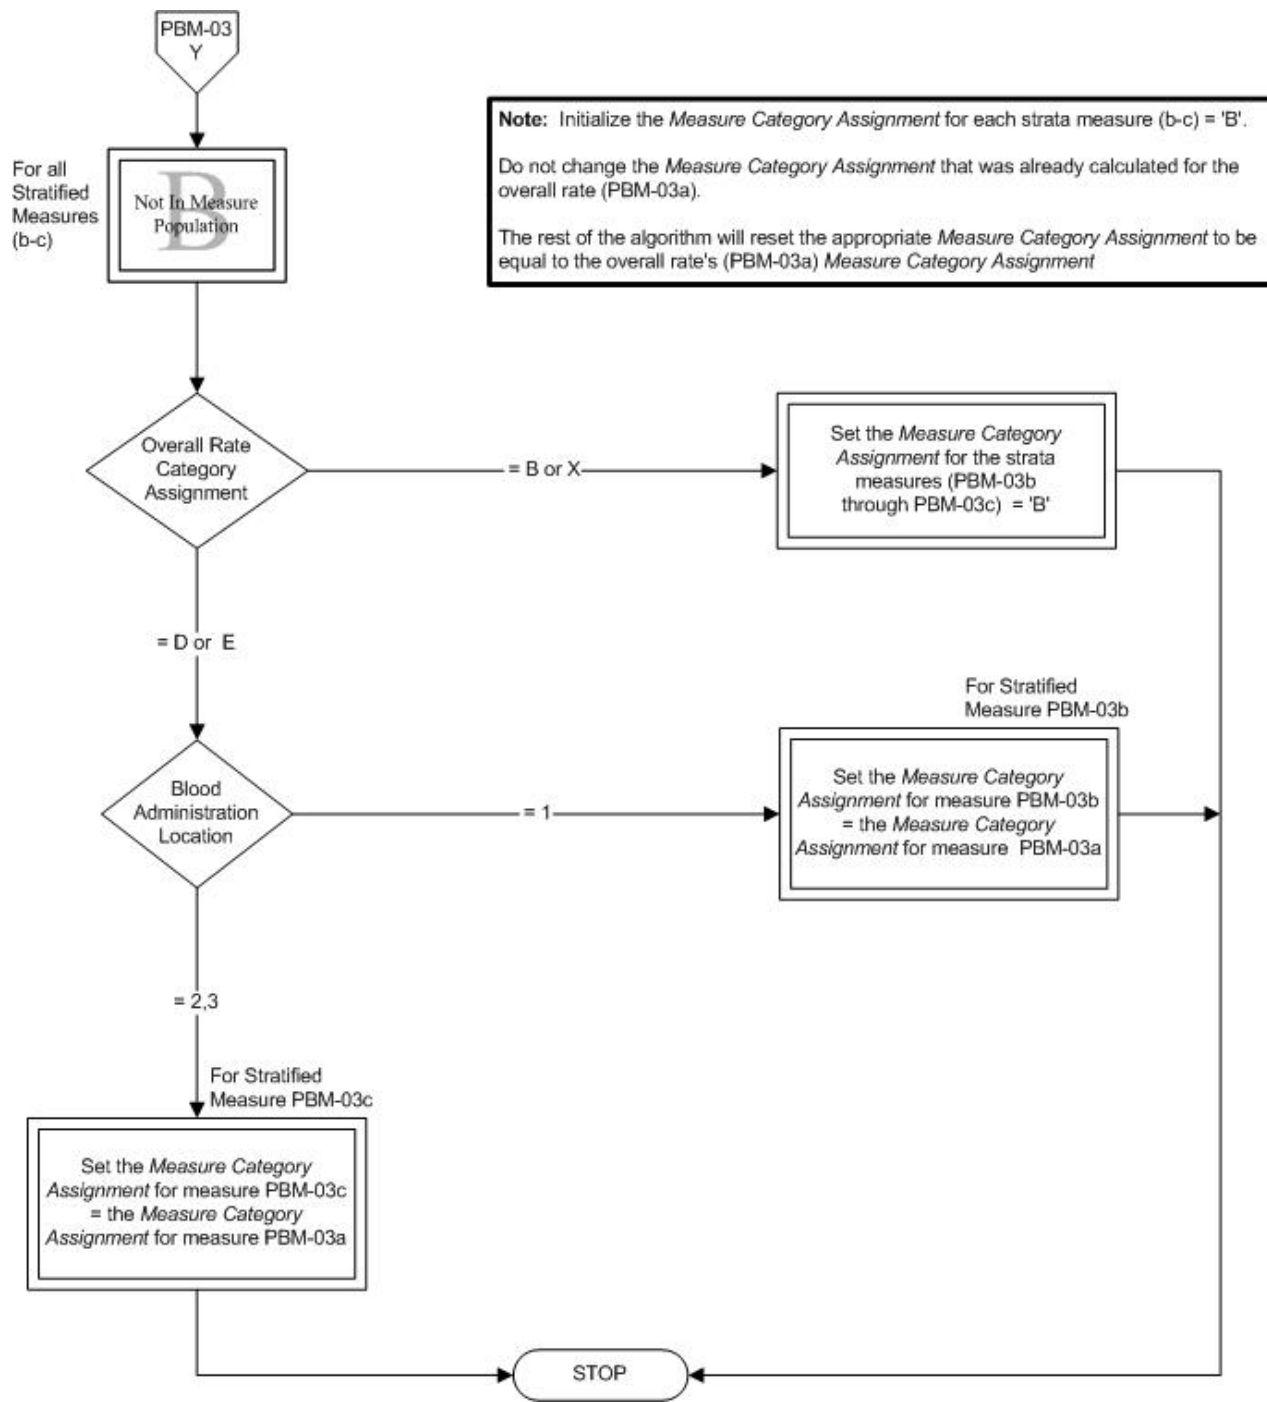 PBM-03
Y
Note: Initialize the Measure Category Assignment for each strata measure (b-c) = 'B'.
Do not change the Measure Category Assignment that was already calculated for the
overall rate (PBM-03a).
The rest of the algorithm will reset the appropriate Measure Category Assignment to be
equal to the overall rate's (PBM-03a) Measure Category Assignment
For all
Stratified
Measures
(b-c)
B
Not In Measure
Population
Overall Rate
Category
Assignment
= B or X
Set the Measure Category
Assignment for the strata
measures (PBM-03b
through PBM-03c) = 'B'
= D or E
For Stratified
Measure PBM-03b
Blood
Administration
Location
= 1
Set the Measure Category
Assignment for measure PBM-03b
= the Measure Category
Assignment for measure PBM-03a
= 2,3
For Stratified
Measure PBM-03c
Set the Measure Category
Assignment for measure PBM-03c
= the Measure Category
Assignment for measure PBM-03a
STOP